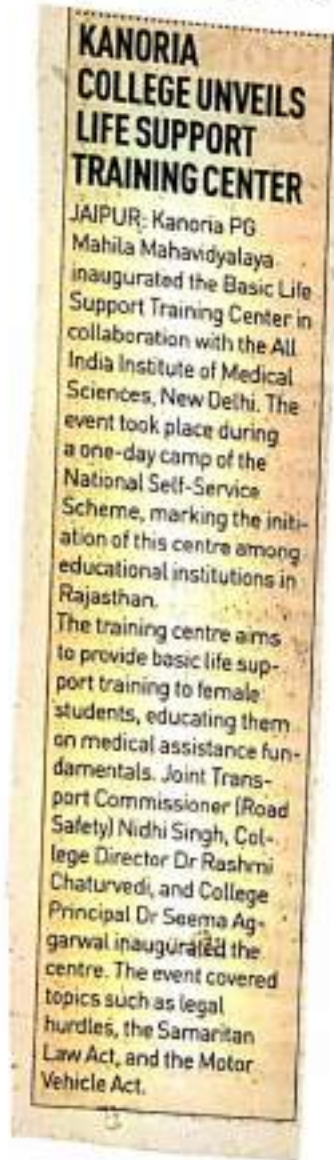 KANORIA
COLLEGE UNVEILS
LIFE SUPPORT
TRAINING CENTER
JAIPUR: Kanoria PG
Mahila Mahavidyalaya
inaugurated the Basic Life
Support Training Center in
collaboration with the All
India Institute of Medical
Sciences, New Delhi. The
event took place during
a one-day camp of the
National Self-Service
Scheme, marking the initi-
ation of this centre among
educational institutions in
Rajasthan.
The training centre aims
to provide basic life sup-
port training to female
students, educating them
on medical assistance fun-
damentals. Joint Trans-
port Commissioner (Road
Safety) Nidhi Singh, Col-
lege Director Dr Rashmi
Chaturvedi, and College
Principal Dr Seema Ag-
garwal inaugurated the
centre. The event covered
topics such as legal
hurdles, the Samaritan
Law Act, and the Motor
Vehicle Act.